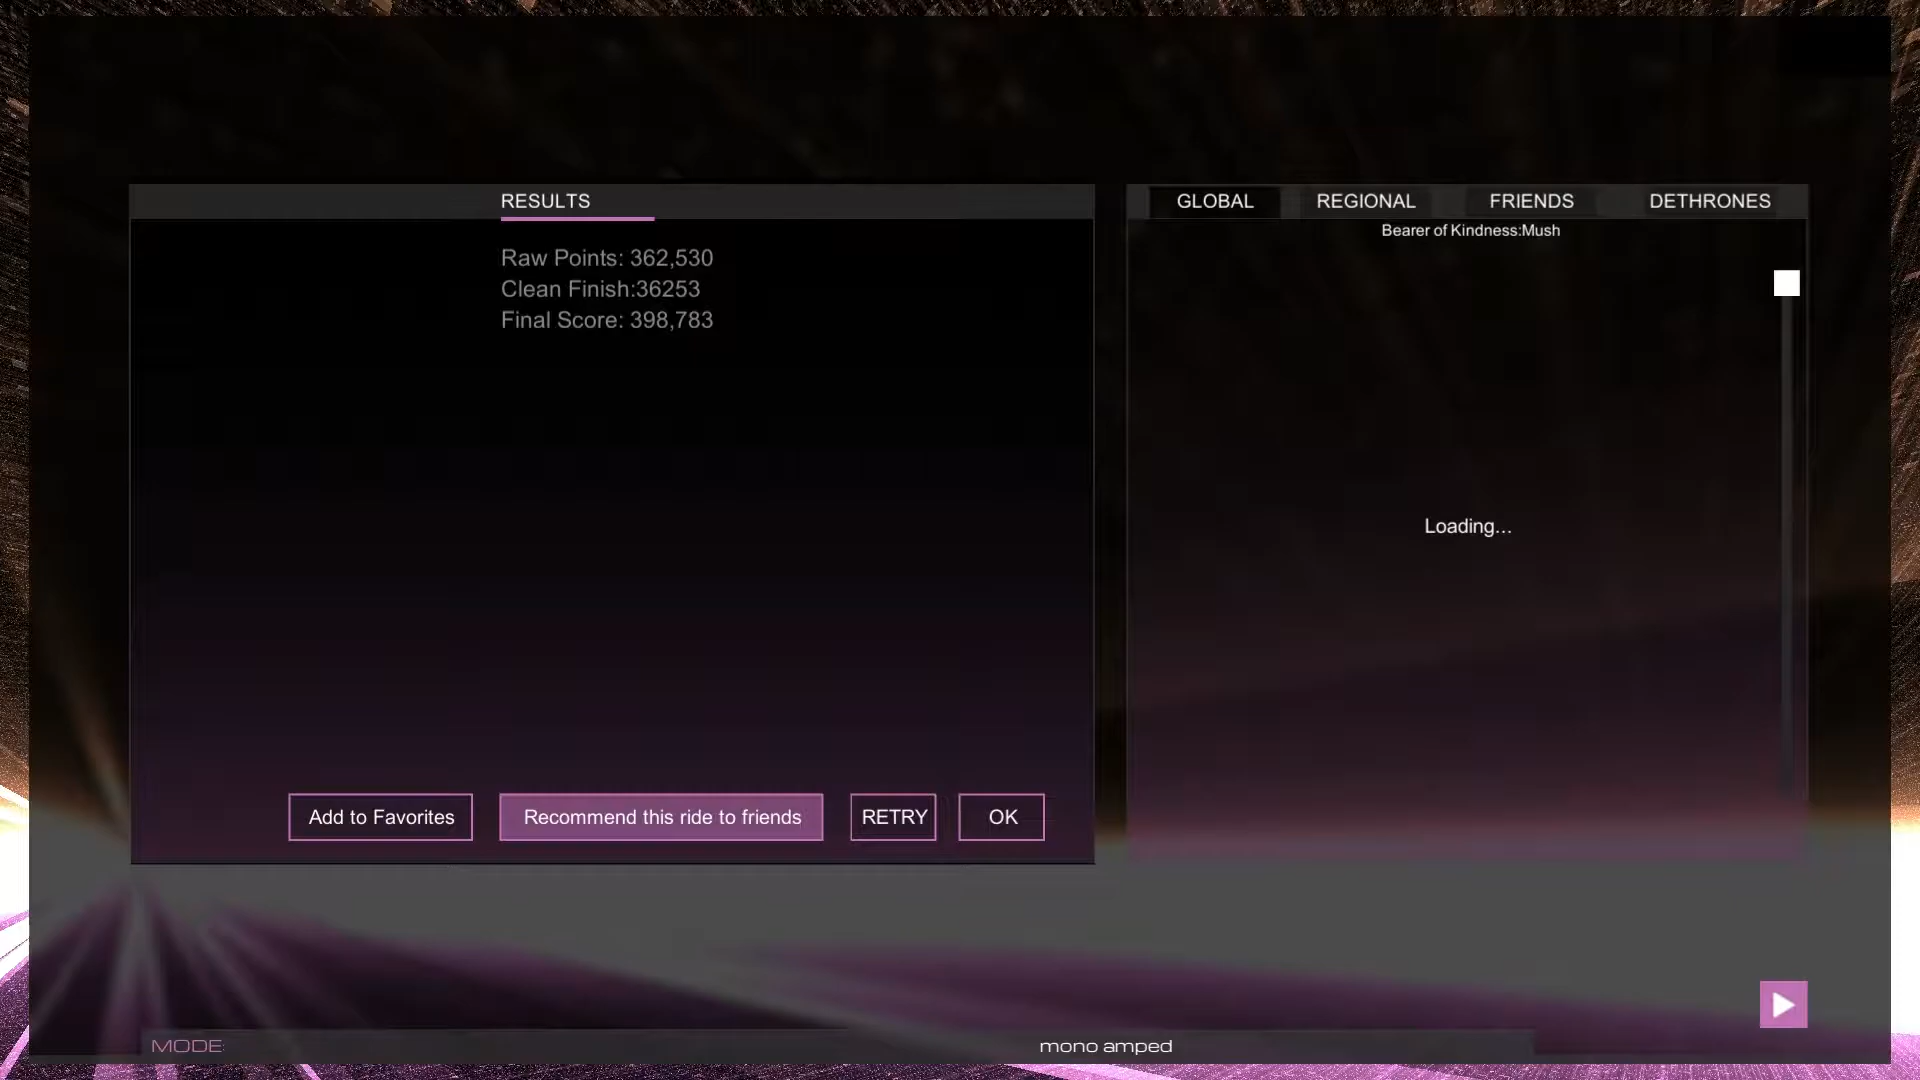 RESULTS
Raw Points: 362,530
Clean Finish:36253
Final Score: 398,783
Add to Favorites
Recommend this ride to friends
RETRY
OK
GLOBAL REGIONAL FRIENDS DETHRONES
Bearer of Kindness:Mush
Loading...
MODE: mono amped